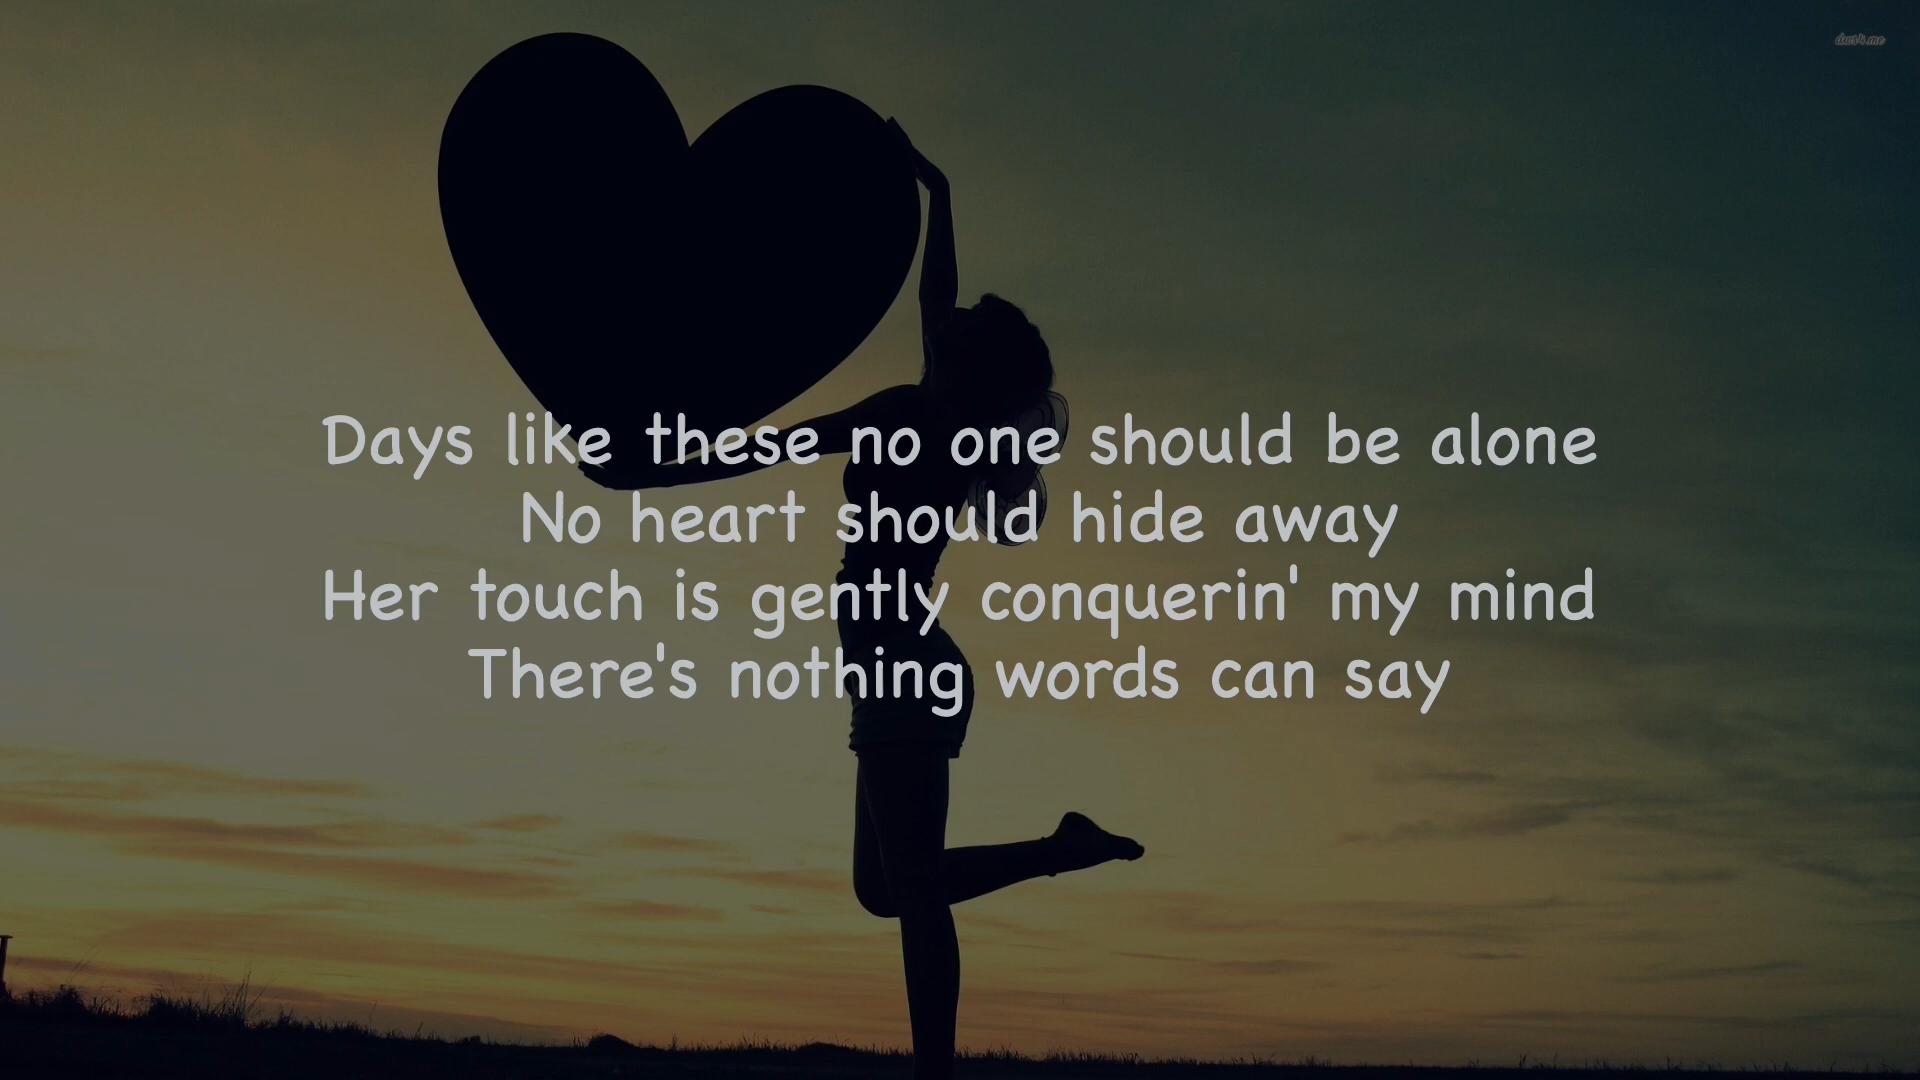 Days like these no one should be alone
No heart should hide away
Her touch is gently conquerin' my mind
There's nothing words can say